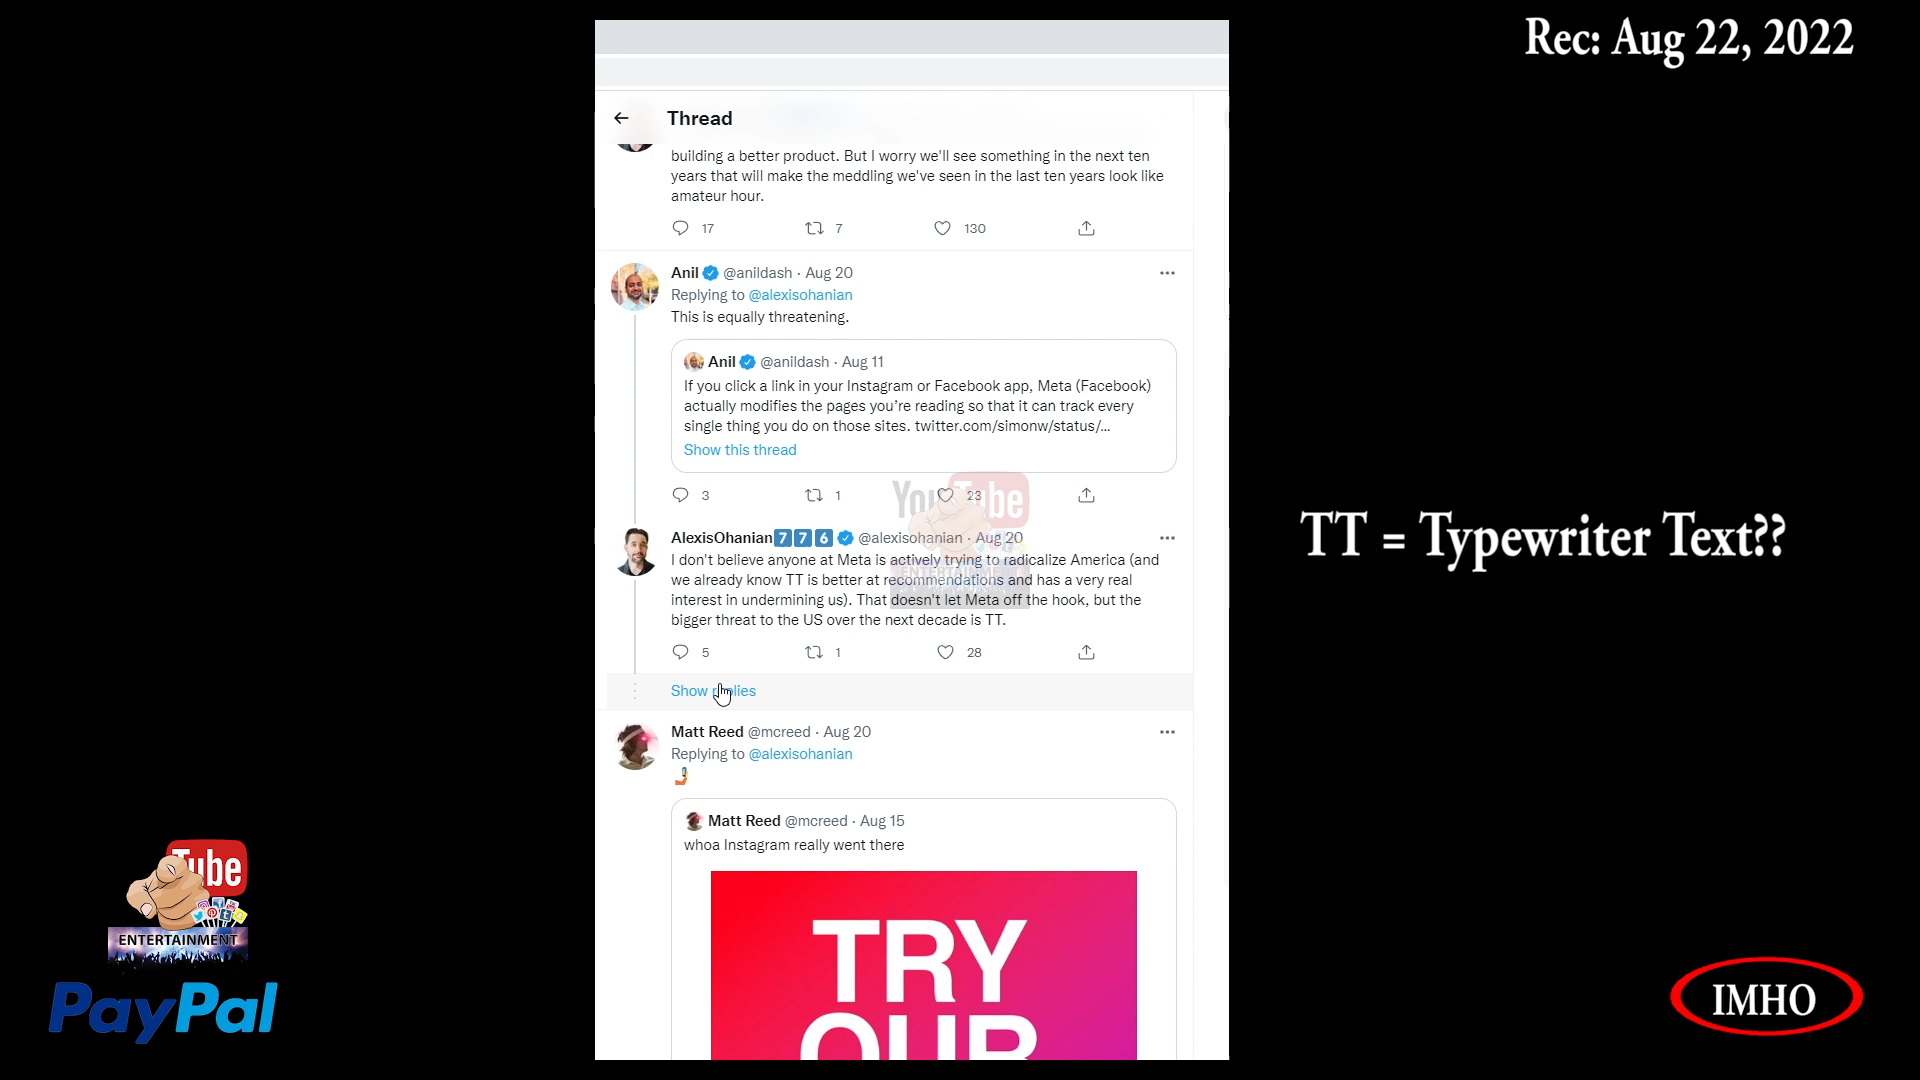 Rec: Aug 22, 2022
Thread
building a better product. But I worry we'll see something in the next ten
years that will make the meddling we've seen in the last ten years look like
amateur hour.
17 7 130
Anil @anildash · Aug 20
Replying to @alexisohanian
This is equally threatening.
Anil @anildash · Aug 11
If you click a link in your Instagram or Facebook app, Meta (Facebook)
actually modifies the pages you’re reading so that it can track every
single thing you do on those sites. twitter.com/simonw/status/...
Show this thread
3 1 23
YouTube
ENTERTAINME
AlexisOhanian 7 7 6 @alexisohanian · Aug 20
I don't believe anyone at Meta is actively trying to radicalize America (and
we already know TT is better at recommendations and has a very real
interest in undermining us). That doesn't let Meta off the hook, but the
bigger threat to the US over the next decade is TT.
5 1 28
Show replies
Matt Reed @mcreed · Aug 20
Replying to @alexisohanian
Matt Reed @mcreed · Aug 15
whoa Instagram really went there
TRY
OUR
TT = Typewriter Text??
Tube
ENTERTAINMENT
PayPal
IMHO